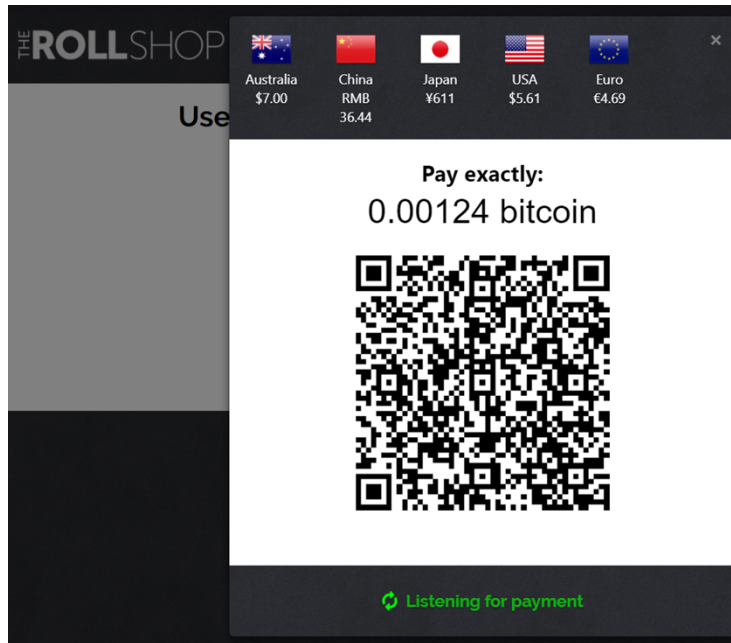 THE ROLLSHOP
Use
×
Australia
$7.00
China
RMB
36.44
Japan
¥611
USA
$5.61
Euro
€4.69
Pay exactly:
0.00124 bitcoin
Listening for payment